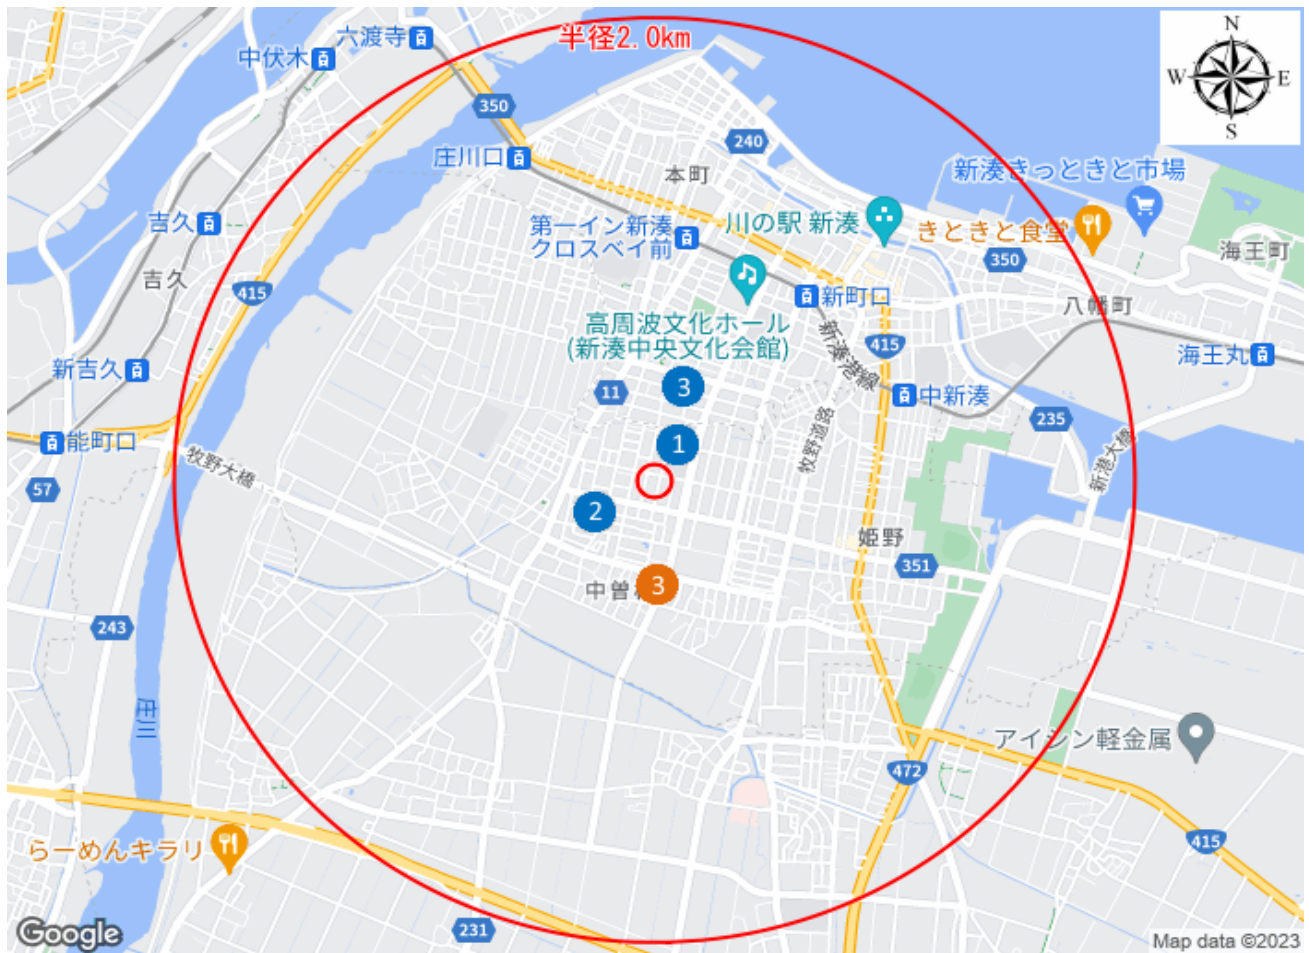 半径2.0km
N
W E
S
六渡寺
中伏木
350
庄川口
240
本町
新湊きっときと市場
吉久
第一イン新湊
クロスベイ前
川の駅 新湊
きときと食堂
350
海王町
吉久
415
新町口
八幡町
高周波文化ホール
(新湊中央文化会館)
新湊港線
415
海王丸
新吉久
3
11
中新湊
235
能町口
1
牧野道路
牧野大橋
新港大橋
57
2
姫野
351
3
中曽
243
庄川
アイシン軽金属
472
415
らーめんキラリ
231
Google
Map data ©2023